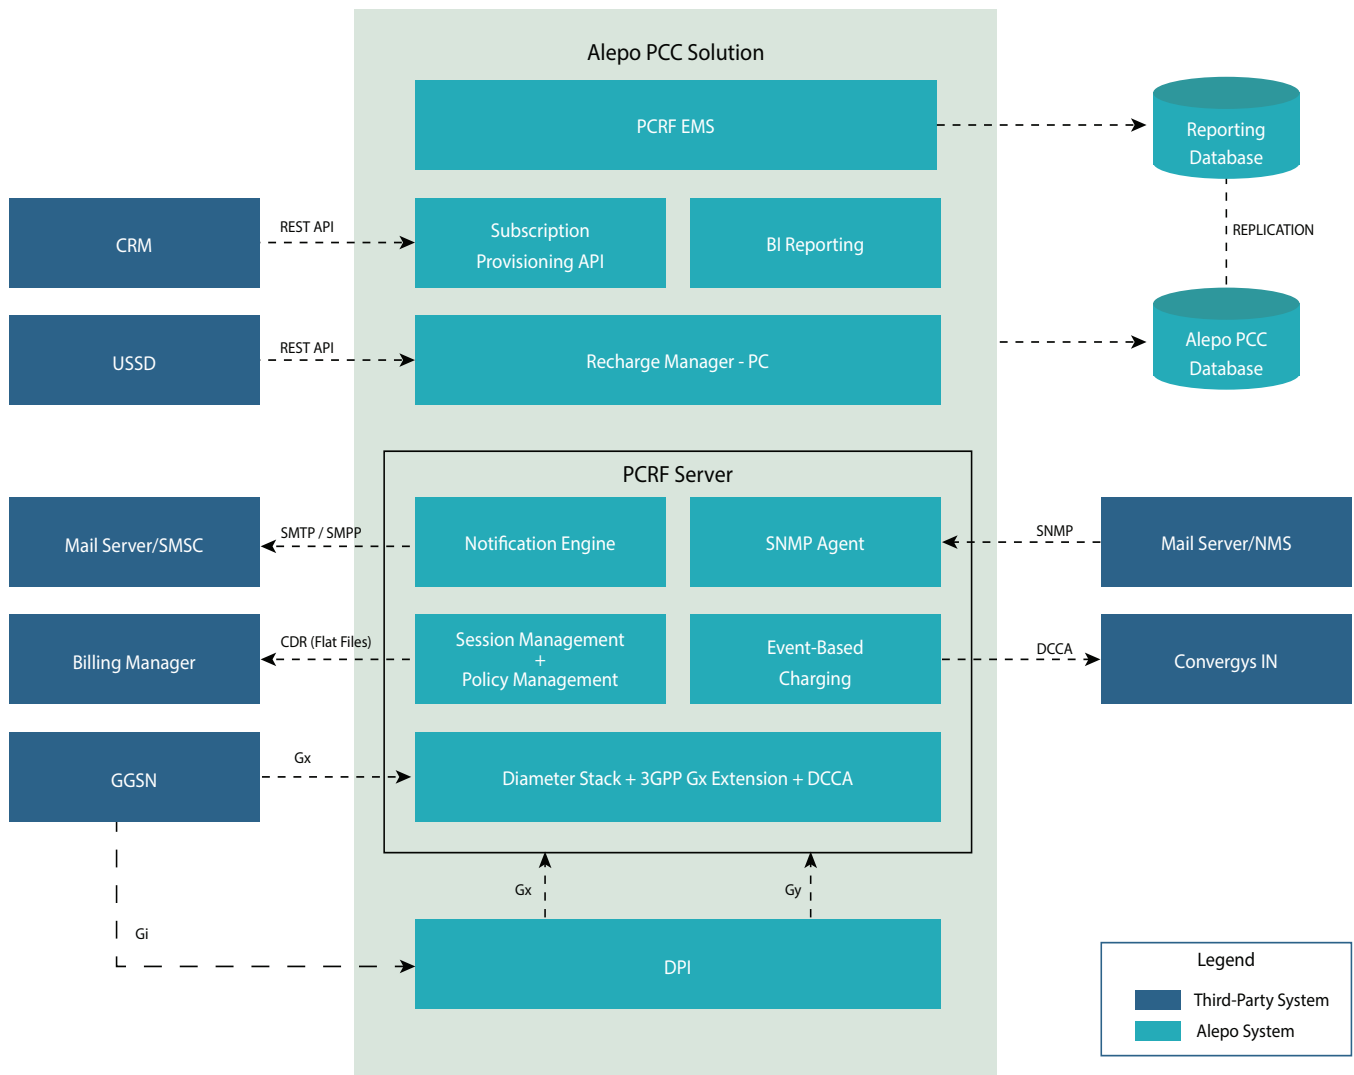 Alepo PCC Solution
PCRF EMS
Reporting
Database
CRM
REST API
Subscription
Provisioning API
BI Reporting
REPLICATION
USSD
REST API
Recharge Manager - PC
Alepo PCC
Database
PCRF Server
Mail Server/SMSC
SMTP / SMPP
Notification Engine
SNMP Agent
SNMP
Mail Server/NMS
Billing Manager
CDR (Flat Files)
Session Management
+
Policy Management
Event-Based
Charging
DCCA
Convergys IN
GGSN
Gx
Diameter Stack + 3GPP Gx Extension + DCCA
Gx
Gy
Gi
DPI
Legend
Third-Party System
Alepo System